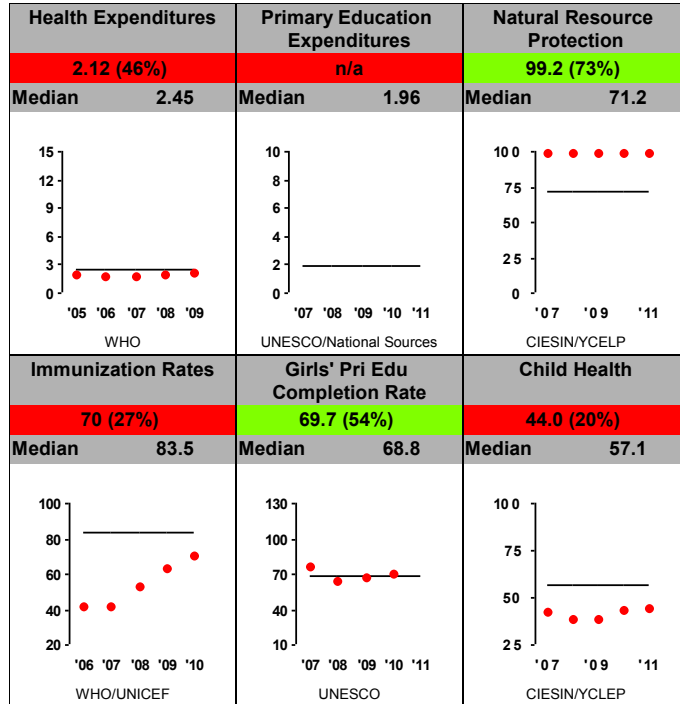 Health Expenditures
2.12 (46%)
Median 2.45
15
12
9
6
3
0
'05 '06 '07 '08 '09
WHO
Primary Education
Expenditures
n/a
Median 1.96
10
8
6
4
2
0
'07 '08 '09 '10 '11
UNESCO/National Sources
Natural Resource
Protection
99.2 (73%)
Median 71.2
100
75
50
25
0
'07 '09 '11
CIESIN/YCELP
Immunization Rates
70 (27%)
Median 83.5
100
80
60
40
20
'06 '07 '08 '09 '10
WHO/UNICEF
Girls' Pri Edu
Completion Rate
69.7 (54%)
Median 68.8
130
100
70
40
10
'07 '08 '09 '10 '11
UNESCO
Child Health
44.0 (20%)
Median 57.1
100
75
50
25
'07 '09 '11
CIESIN/YCLEP